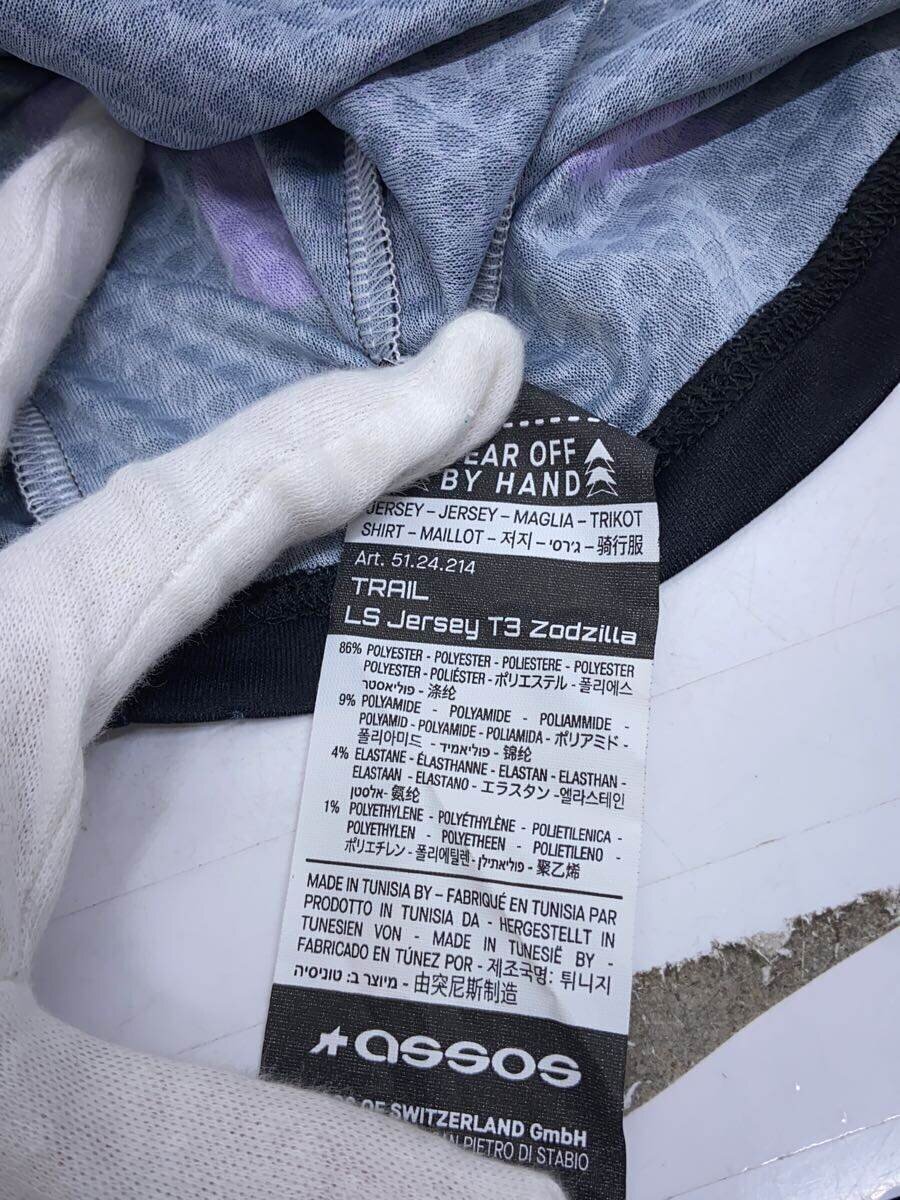 EAR OFF
BY HAND
JERSEY – JERSEY – MAGLIA – TRIKOT
SHIRT – MAILLOT – 저지 – ג'רסי – 骑行服
Art. 51.24.214
TRAIL
LS Jersey T3 Zodzilla
86% POLYESTER - POLYESTER - POLIESTERE - POLYESTER
POLYESTER - POLIÉSTER - ポリエステル - 폴리에스
פוליאסטר - 涤纶
9% POLYAMIDE - POLYAMIDE - POLIAMMIDE -
POLYAMID - POLYAMIDE - POLIAMIDA - ポリアミド -
폴리아미드 - פוליאמיד - 锦纶
4% ELASTANE - ÉLASTHANNE - ELASTAN - ELASTHAN -
ELASTAAN - ELASTANO - エラスタン -엘라스테인
אלסטן - 氨纶
1% POLYETHYLENE - POLYÉTHYLÈNE - POLIETILENICA -
POLYETHYLEN - POLYETHEEN - POLIETILENO -
ポリエチレン - 폴리에틸렌 - פוליאתילן - 聚乙烯
MADE IN TUNISIA BY - FABRIQUÉ EN TUNISIA PAR
PRODOTTO IN TUNISIA DA - HERGESTELLT IN
TUNESIEN VON - MADE IN TUNESIË BY -
FABRICADO EN TÚNEZ POR - 제조국명: 튀니지
מיוצר ב: טוניסיה - 由突尼斯制造
assos
OF SWITZERLAND GmbH
PIETRO DI STABIO